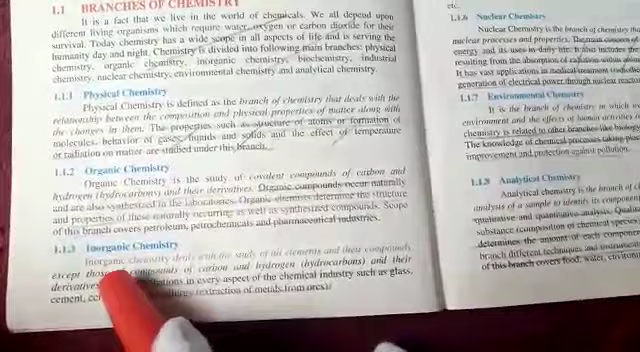 1.1 BRANCHES OF CHEMISTRY
It is a fact that we live in the world of chemicals. We all depend upon
different living organisms which require water, oxygen or carbon dioxide for their
survival. Today chemistry has a wide scope in all aspects of life and is serving the
humanity day and night. Chemistry is divided into following main branches: physical
chemistry, organic chemistry, inorganic chemistry, biochemistry, industrial
chemistry, nuclear chemistry, environmental chemistry and analytical chemistry.
1.1.1 Physical Chemistry
Physical Chemistry is defined as the branch of chemistry that deals with the
relationship between the composition and physical properties of matter along with
the changes in them. The properties such as structure of atoms or formation of
molecules, behavior of gases, liquids and solids and the effect of temperature
or radiation on matter are studied under this branch.
1.1.2 Organic Chemistry
Organic Chemistry is the study of covalent compounds of carbon and
hydrogen (hydrocarbons) and their derivatives. Organic compounds occur naturally
and are also synthesized in the laboratories. Organic chemists determine the structure
and properties of these naturally occurring as well as synthesized compounds. Scope
of this branch covers petroleum, petrochemicals and pharmaceutical industries.
1.1.3 Inorganic Chemistry
Inorganic chemistry deals with the study of all elements and their compounds
except those compounds of carbon and hydrogen (hydrocarbons) and their
derivatives in every aspect of the chemical industry such as glass,
cement, (extraction of metals from ores)
etc.
1.1.6 Nuclear Chemistry
Nuclear Chemistry is the branch of chemistry tha
nuclear processes and properties. The main concern of
energy and its uses in daily life. It also includes the
resulting from the absorption of radiation within
It has vast applications in medical treatment
generation of electrical power through nuclear
1.1.7 Environmental Chemistry
It is the branch of chemistry in which
environment and the effects of human activities
chemistry is related to other branches like
The knowledge of chemical processes taking
improvement and protection against pollution.
1.1.8 Analytical Chemistry
Analytical chemistry is the branch of
analysis of a sample to identify its
qualitative and quantitative analysis.
substance (composition of chemical
determines the amount of each
branch different techniques and
of this branch covers food, water,